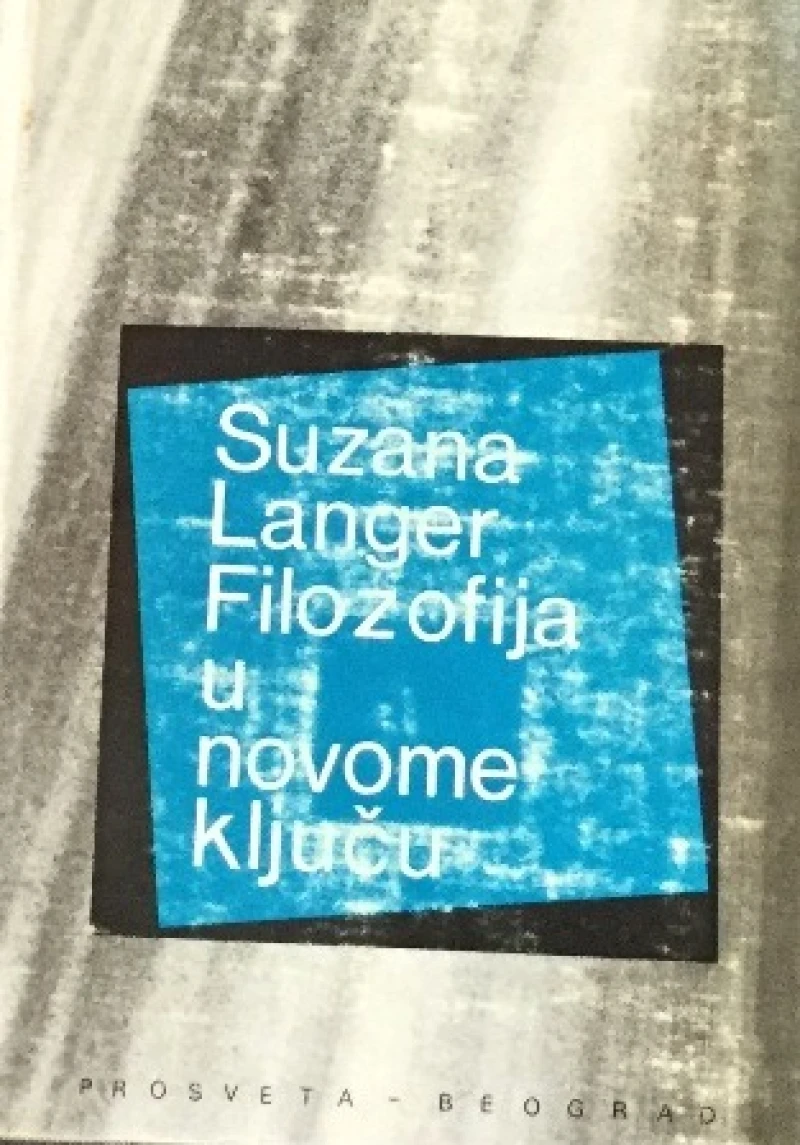 Suzana
Langer
Filozofija
u
novome
ključu
PROSVETA - BEOGRAD